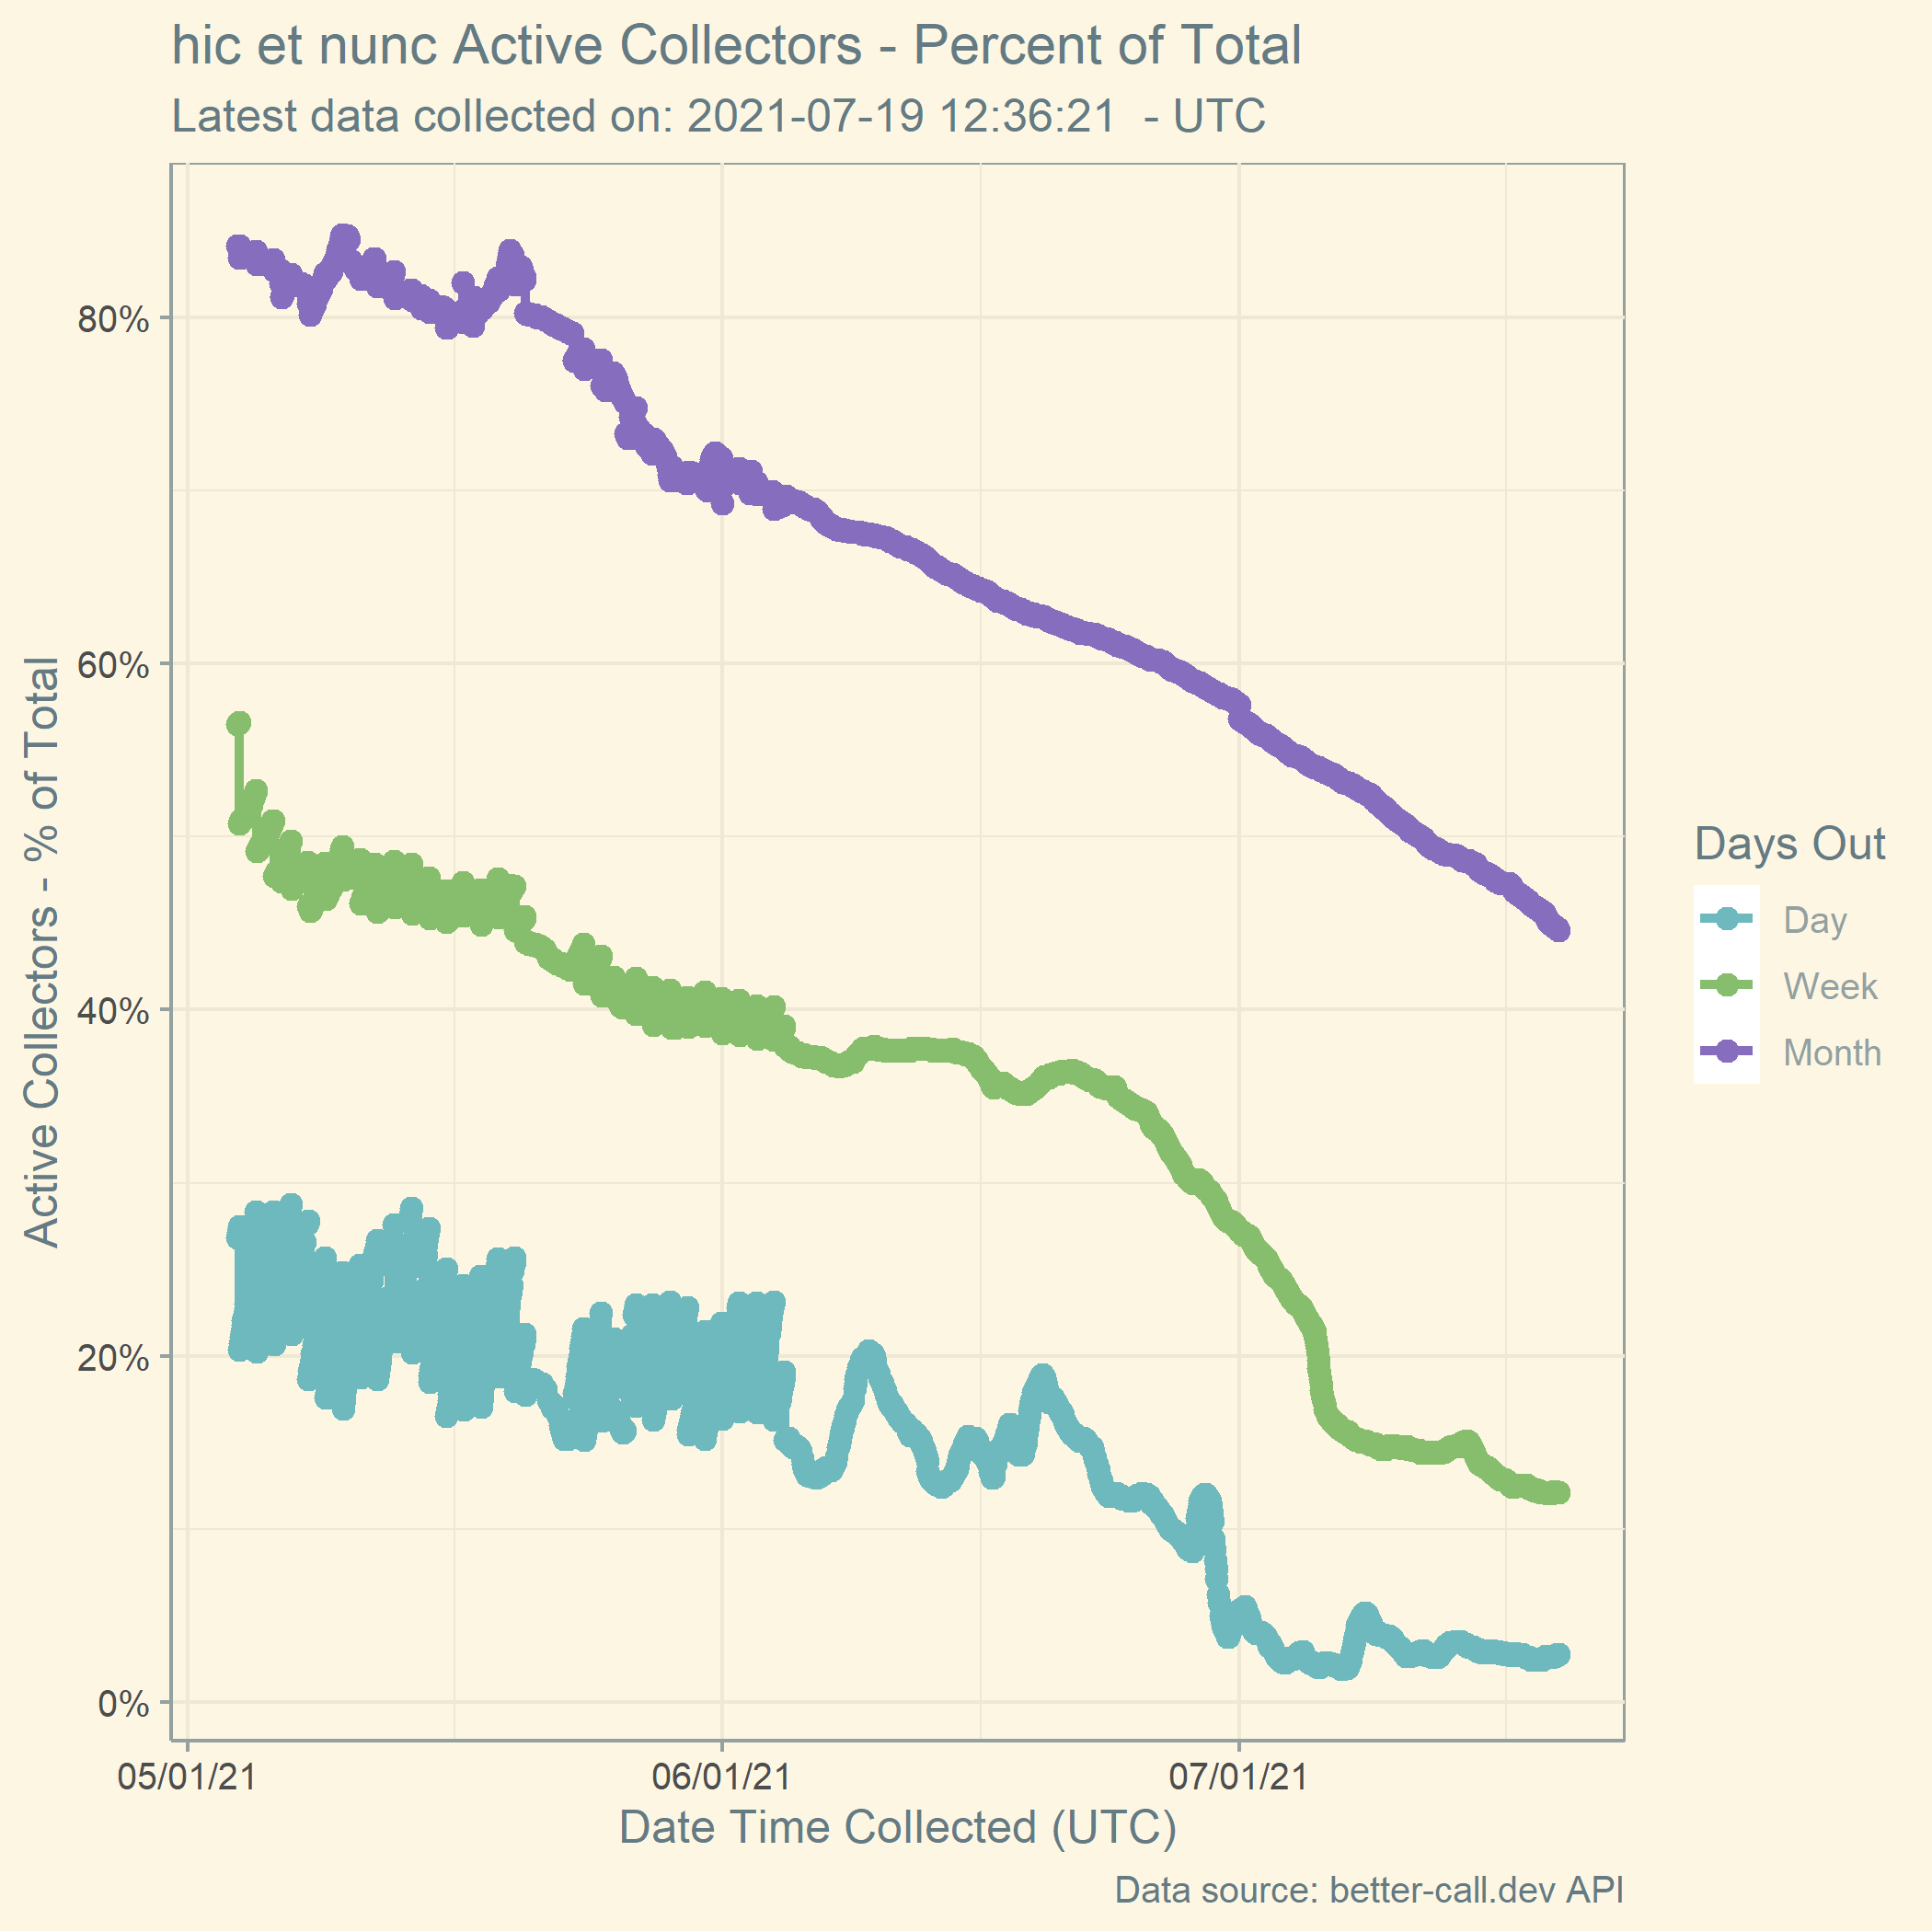 hic et nunc Active Collectors - Percent of Total
Latest data collected on: 2021-07-19 12:36:21  - UTC
Active Collectors - % of Total
80%
60%
40%
20%
0%
05/01/21
06/01/21
07/01/21
Date Time Collected (UTC)
Days Out
Day
Week
Month
Data source: better-call.dev API